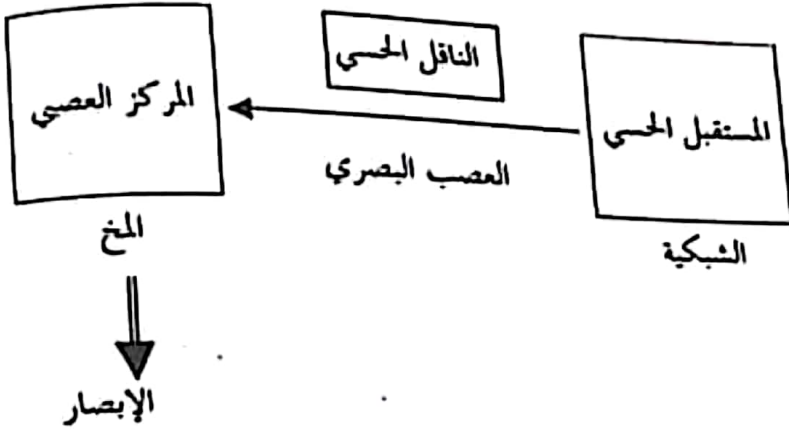 الناقل الحسي
المستقبل الحسي
المركز العصبي
العصب البصري
الشبكية
المخ
الإبصار